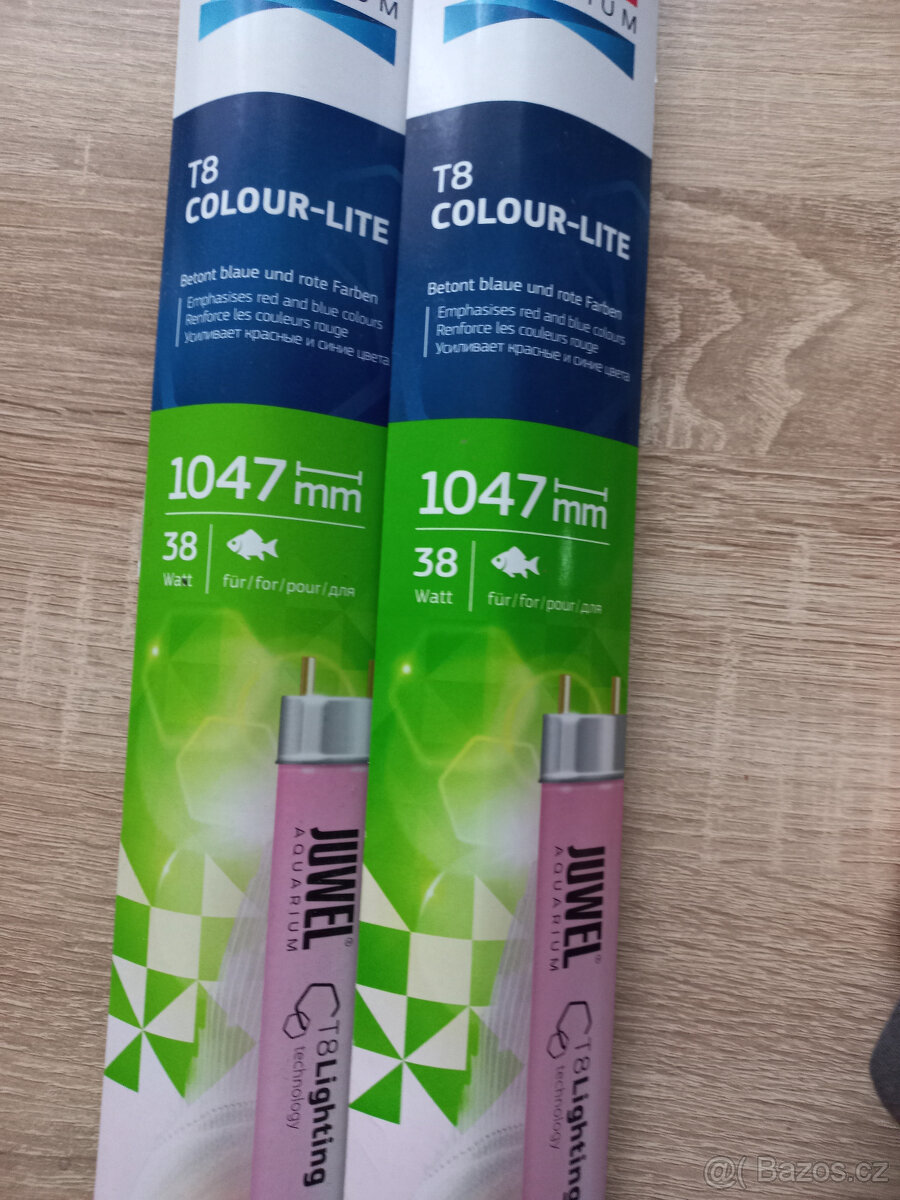 UM
T8
COLOUR-LITE
Betont blaue und rote Farben
Emphasises red and blue colours
Renforce les couleurs rouge
Усиливает красные и синие цвета
1047 mm
38
Watt
für/for/pour/для
JUWEL®
AQUARIUM
T8Lighting
technology
TUM
T8
COLOUR-LITE
Betont blaue und rote Farben
Emphasises red and blue colours
Renforce les couleurs rouge
Усиливает красные и синие цвета
1047 mm
38
Watt
für/for/pour/для
JUWEL®
AQUARIUM
T8Lighting
technology
@( Bazos.cz